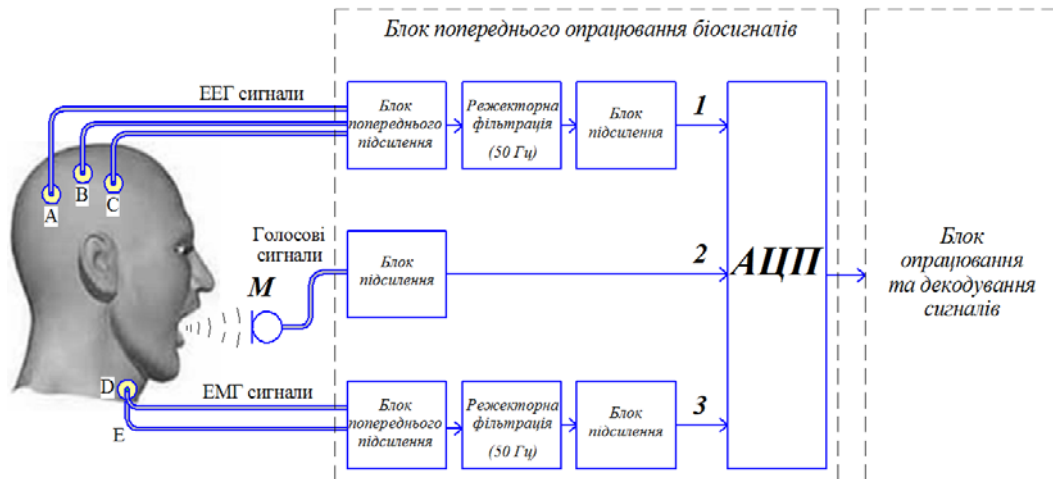 Блок попереднього опрацювання біосигналів
ЕЕГ сигнали
Блок
попереднього
підсилення
Режекторна
фільтрація
(50 Гц)
Блок
підсилення
1
A
B
C
Голосові
сигнали
М
Блок
підсилення
2
АЦП
Блок
опрацювання
та декодування
сигналів
D
E
ЕМГ сигнали
Блок
попереднього
підсилення
Режекторна
фільтрація
(50 Гц)
Блок
підсилення
3